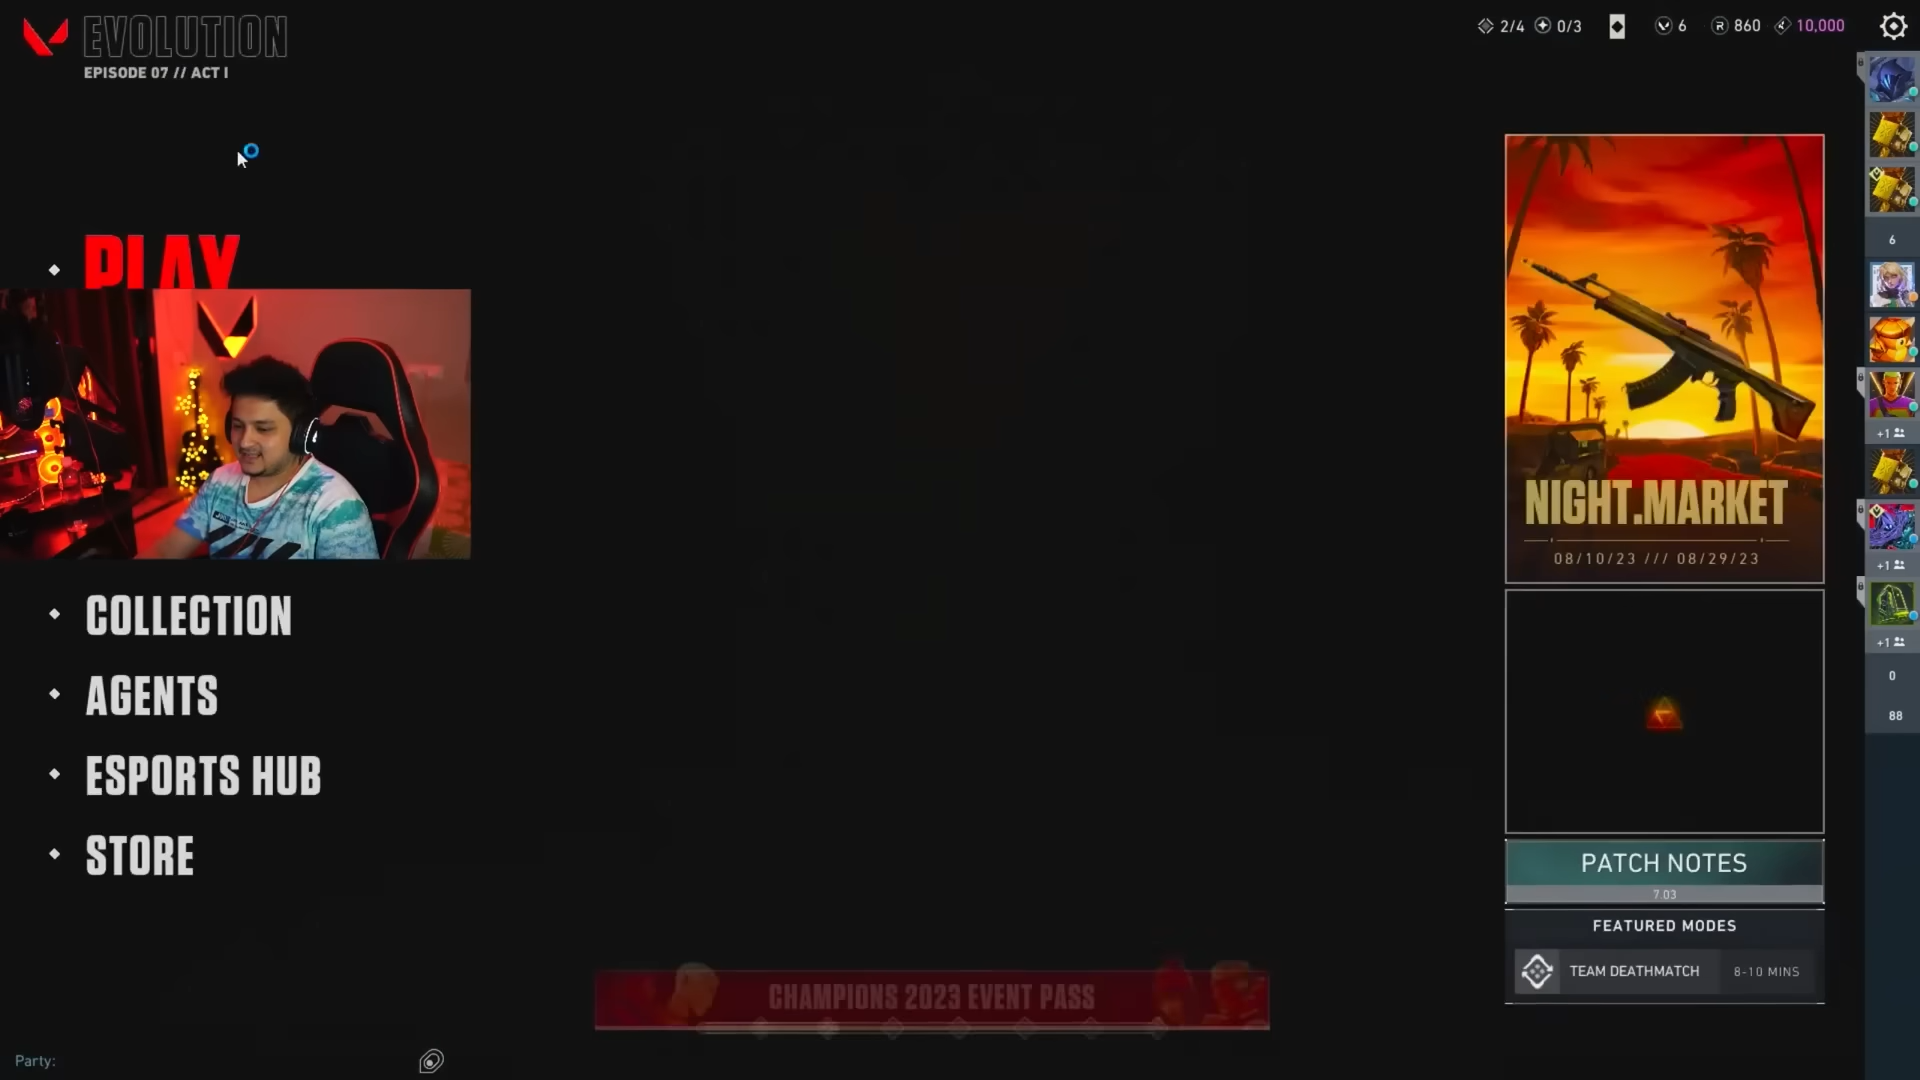 EVOLUTION
EPISODE 07 // ACT I
2/4
0/3
6
860
10,000
PLAY
COLLECTION
AGENTS
ESPORTS HUB
STORE
Party:
NIGHT.MARKET
08/10/23 /// 08/29/23
PATCH NOTES
7.03
FEATURED MODES
TEAM DEATHMATCH
8-10 MINS
CHAMPIONS 2023 EVENT PASS
6
+1
+1
+1
0
88